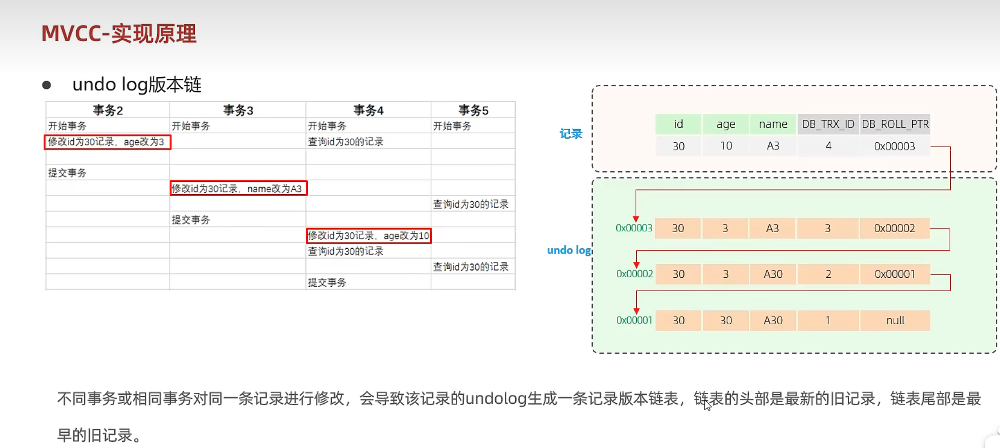 MVCC-实现原理
● undo log版本链
事务2 事务3 事务4 事务5
开始事务 开始事务 开始事务 开始事务
修改id为30记录，age改为3 查询id为30的记录
提交事务
修改id为30记录，name改为A3
查询id为30的记录
提交事务
修改id为30记录，age改为10
查询id为30的记录
查询id为30的记录
提交事务
记录
id age name DB_TRX_ID DB_ROLL_PTR
30 10 A3 4 0x00003
undo log
0x00003 30 3 A3 3 0x00002
0x00002 30 3 A30 2 0x00001
0x00001 30 30 A30 1 null
不同事务或相同事务对同一条记录进行修改，会导致该记录的undolog生成一条记录版本链表，链表的头部是最新的旧记录，链表尾部是最
早的旧记录。